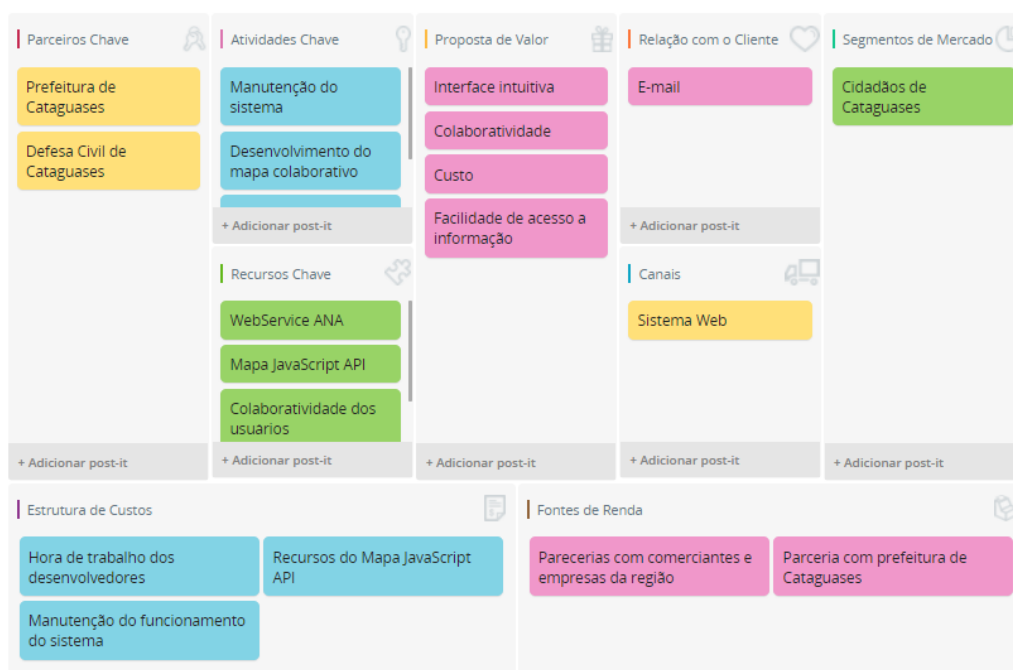 Parceiros Chave
Prefeitura de
Cataguases
Defesa Civil de
Cataguases
+ Adicionar post-it
Atividades Chave
Manutenção do
sistema
Desenvolvimento do
mapa colaborativo
+ Adicionar post-it
Recursos Chave
WebService ANA
Mapa JavaScript API
Colaboratividade dos
usuários
+ Adicionar post-it
Proposta de Valor
Interface intuitiva
Colaboratividade
Custo
Facilidade de acesso a
informação
+ Adicionar post-it
Relação com o Cliente
E-mail
+ Adicionar post-it
Canais
Sistema Web
+ Adicionar post-it
Segmentos de Mercado
Cidadãos de
Cataguases
+ Adicionar post-it
Estrutura de Custos
Hora de trabalho dos
desenvolvedores
Recursos do Mapa JavaScript
API
Manutenção do funcionamento
do sistema
Fontes de Renda
Parecerias com comerciantes e
empresas da região
Parceria com prefeitura de
Cataguases